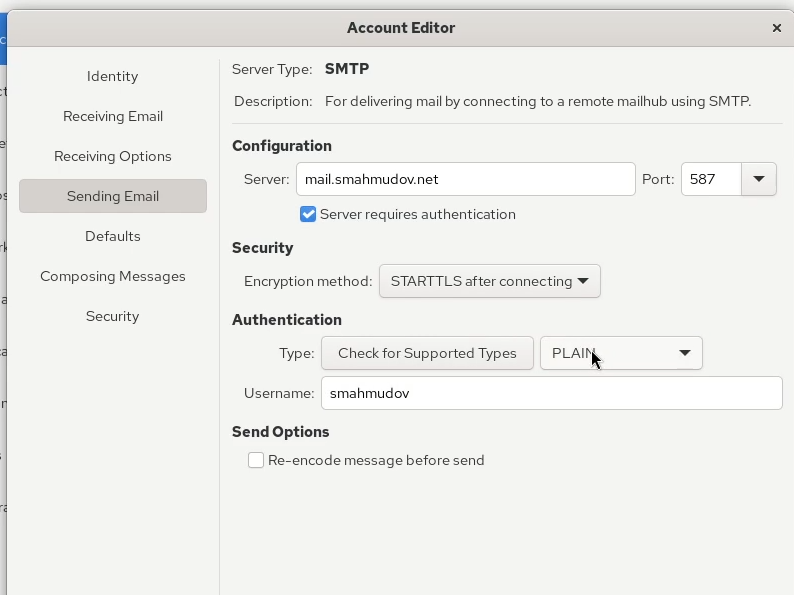 Account Editor
Identity
Receiving Email
Receiving Options
Sending Email
Defaults
Composing Messages
Security
Server Type: SMTP
Description: For delivering mail by connecting to a remote mailhub using SMTP.
Configuration
Server: mail.smahmudov.net Port: 587
Server requires authentication
Security
Encryption method: STARTTLS after connecting
Authentication
Type: Check for Supported Types PLAIN
Username: smahmudov
Send Options
Re-encode message before send